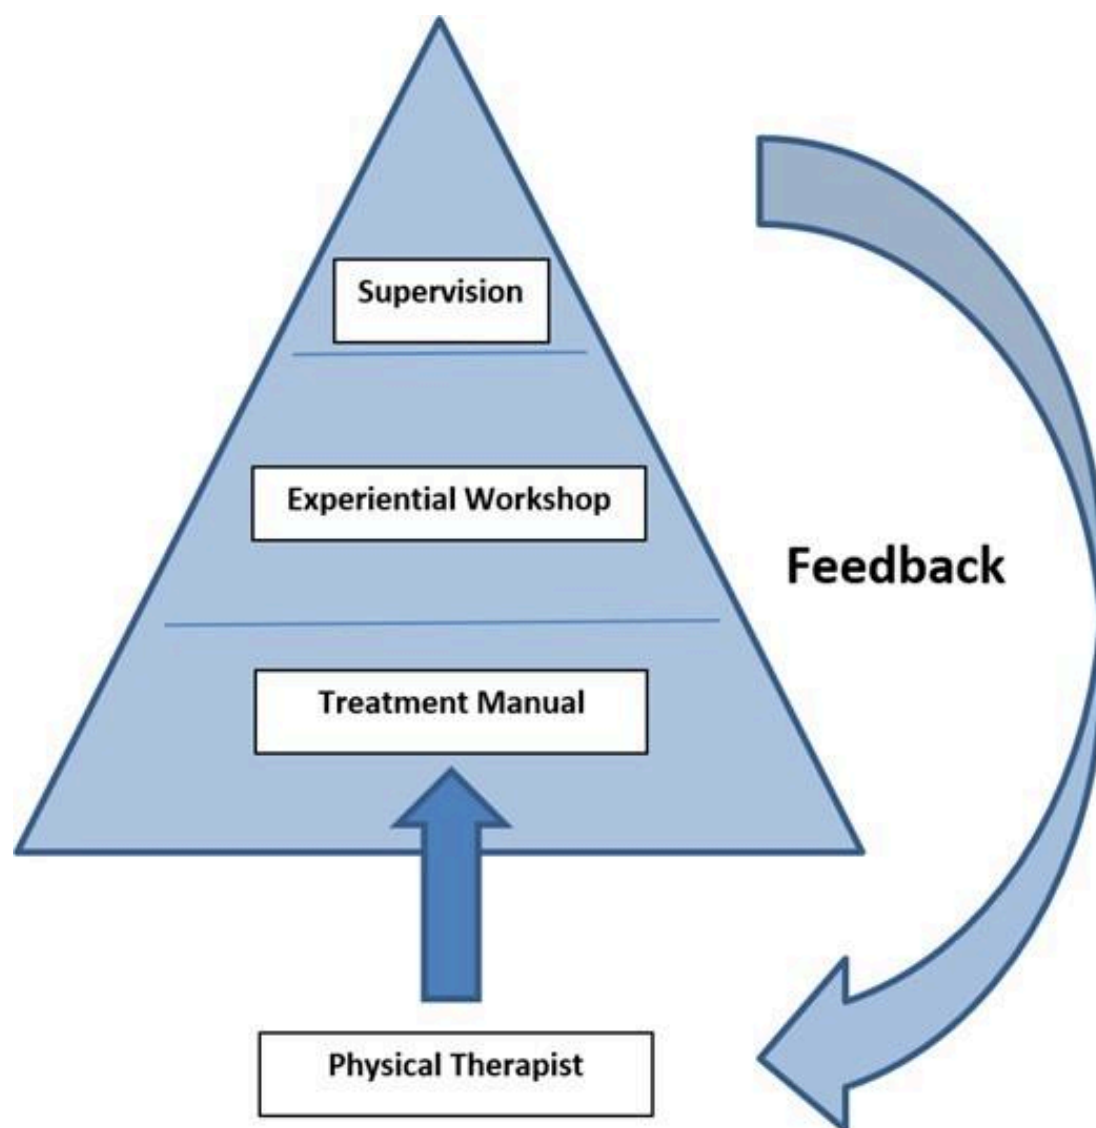 Supervision
Experiential Workshop
Feedback
Treatment Manual
Physical Therapist